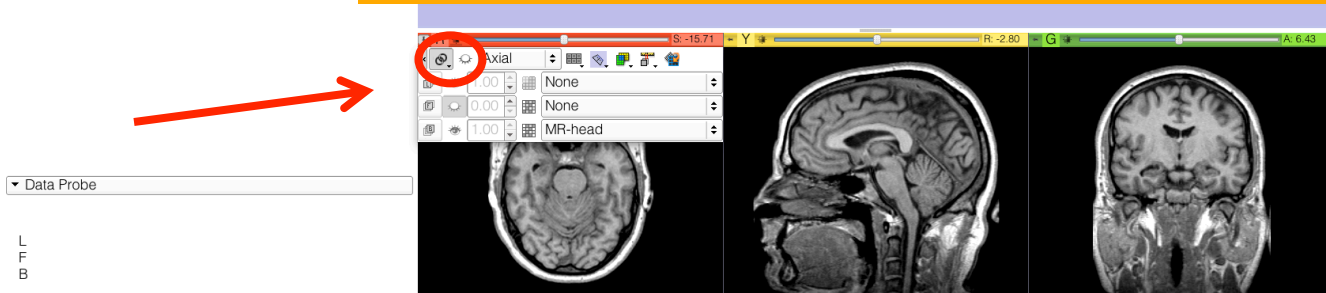 R S: -15.71
Y R: -2.80
G A: 6.43
Axial
1.00 None
0.00 None
1.00 MR-head
Data Probe
L
F
B